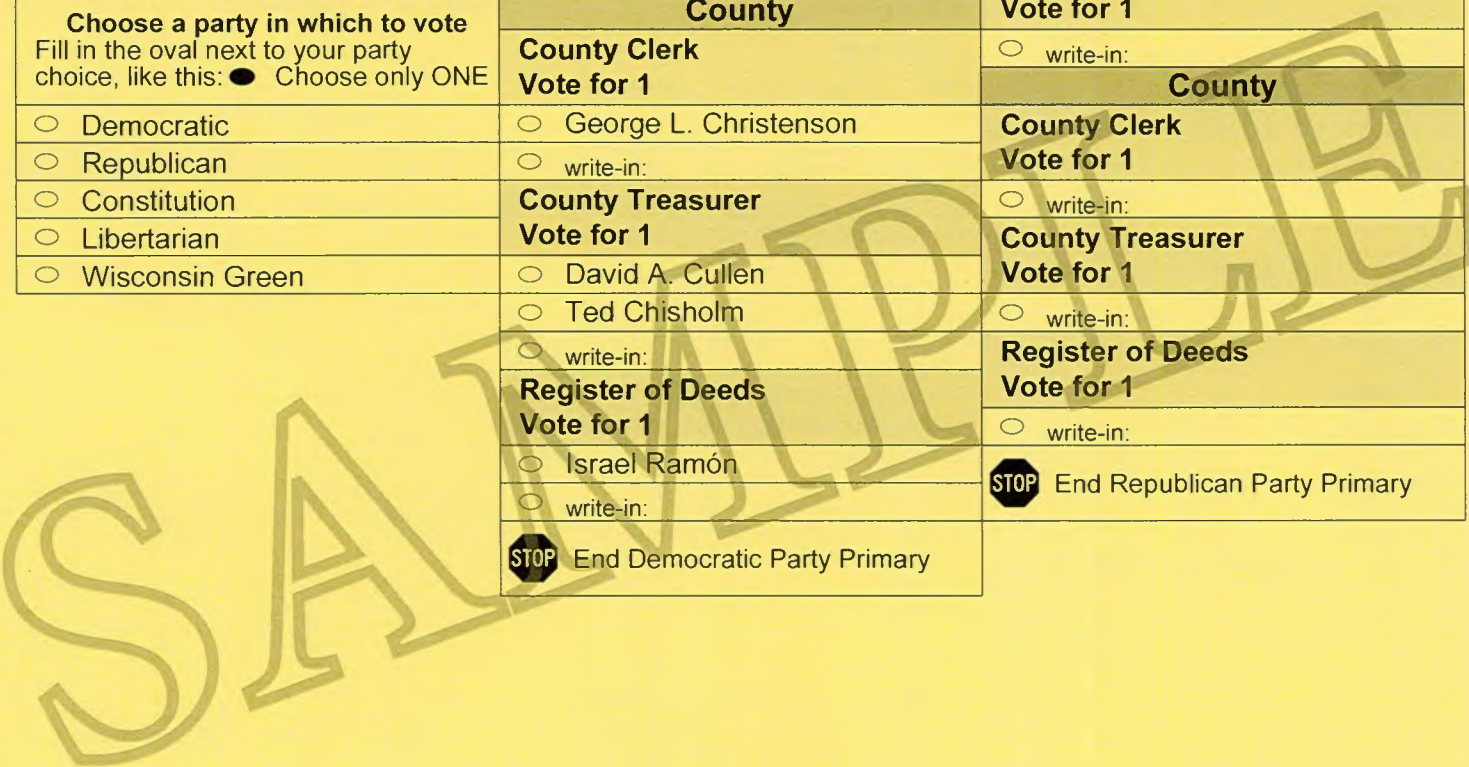 Choose a party in which to vote
Fill in the oval next to your party
choice, like this: Choose only ONE
Democratic
Republican
Constitution
Libertarian
Wisconsin Green
County
County Clerk
Vote for 1
George L. Christenson
write-in:
County Treasurer
Vote for 1
David A. Cullen
Ted Chisholm
write-in:
Register of Deeds
Vote for 1
Israel Ramón
write-in:
STOP End Democratic Party Primary
Vote for 1
write-in:
County
County Clerk
Vote for 1
write-in:
County Treasurer
Vote for 1
write-in:
Register of Deeds
Vote for 1
write-in:
STOP End Republican Party Primary
SAMPLE